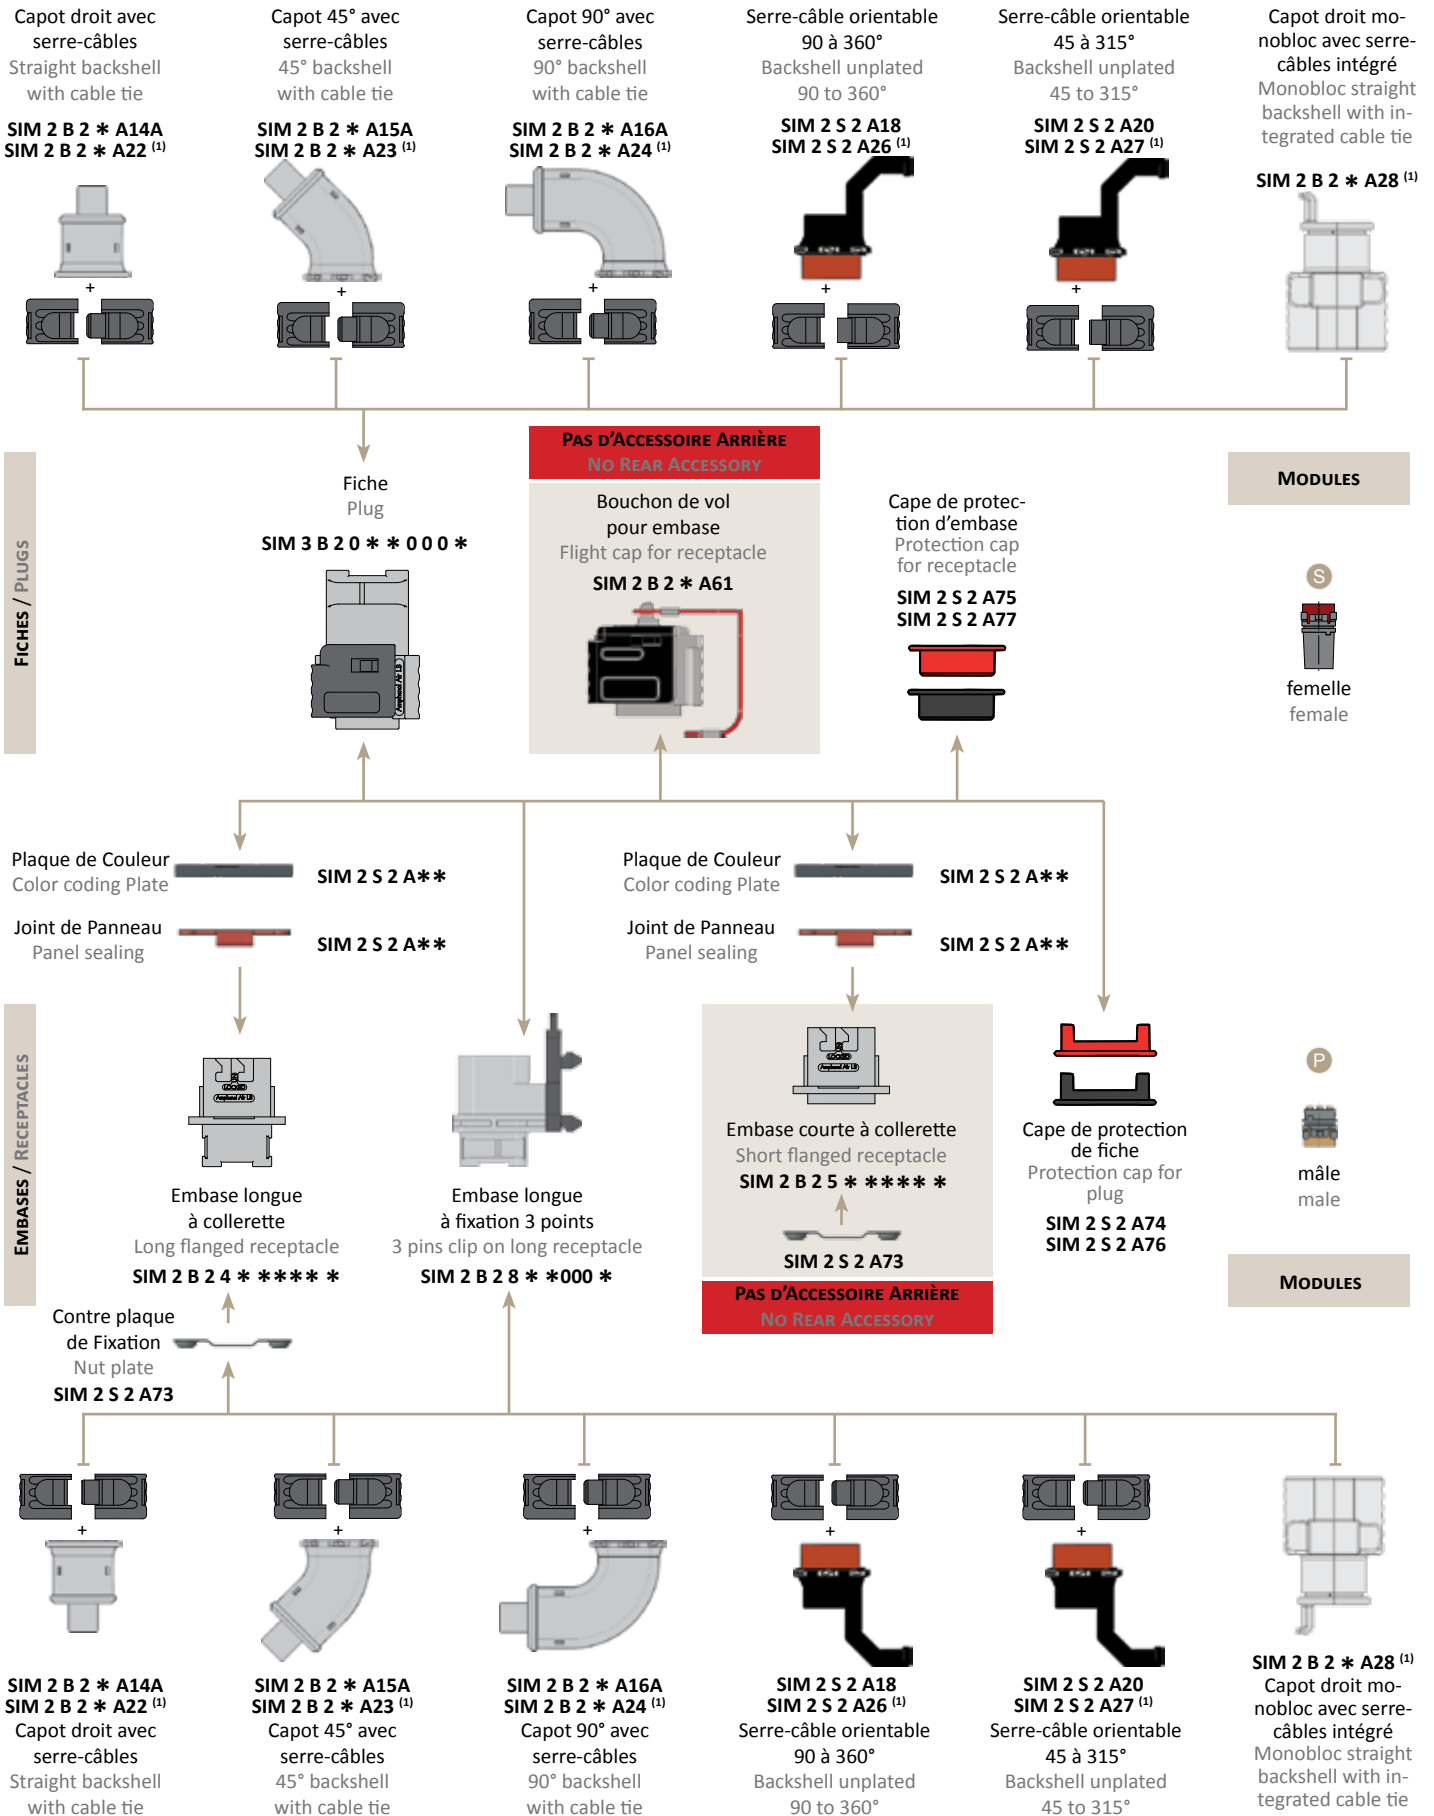 Capot droit avec
serre-câbles
Straight backshell
with cable tie
SIM 2 B 2 * A14A
SIM 2 B 2 * A22 (1)
+
Capot 45° avec
serre-câbles
45° backshell
with cable tie
SIM 2 B 2 * A15A
SIM 2 B 2 * A23 (1)
+
Capot 90° avec
serre-câbles
90° backshell
with cable tie
SIM 2 B 2 * A16A
SIM 2 B 2 * A24 (1)
+
Serre-câble orientable
90 à 360°
Backshell unplated
90 to 360°
SIM 2 S 2 A18
SIM 2 S 2 A26 (1)
+
Serre-câble orientable
45 à 315°
Backshell unplated
45 to 315°
SIM 2 S 2 A20
SIM 2 S 2 A27 (1)
+
Capot droit mo-
nobloc avec serre-
câbles intégré
Monobloc straight
backshell with in-
tegrated cable tie
SIM 2 B 2 * A28 (1)
FICHES / PLUGS
Fiche
Plug
SIM 3 B 2 0 * * 0 0 0 *
Amphenol Air LB
PAS D'ACCESSOIRE ARRIÈRE
NO REAR ACCESSORY
Bouchon de vol
pour embase
Flight cap for receptacle
SIM 2 B 2 * A61
Cape de protec-
tion d'embase
Protection cap
for receptacle
SIM 2 S 2 A75
SIM 2 S 2 A77
MODULES
S
femelle
female
Plaque de Couleur
Color coding Plate
SIM 2 S 2 A**
Joint de Panneau
Panel sealing
SIM 2 S 2 A**
Plaque de Couleur
Color coding Plate
SIM 2 S 2 A**
Joint de Panneau
Panel sealing
SIM 2 S 2 A**
EMBASES / RECEPTACLES
LOCKED
Amphenol Air LB
Embase longue
à collerette
Long flanged receptacle
SIM 2 B 2 4 * **** *
Contre plaque
de Fixation
Nut plate
SIM 2 S 2 A73
Embase longue
à fixation 3 points
3 pins clip on long receptacle
SIM 2 B 2 8 * *000 *
LOCKED
Amphenol Air LB
Embase courte à collerette
Short flanged receptacle
SIM 2 B 2 5 * **** *
SIM 2 S 2 A73
PAS D'ACCESSOIRE ARRIÈRE
NO REAR ACCESSORY
Cape de protection
de fiche
Protection cap for
plug
SIM 2 S 2 A74
SIM 2 S 2 A76
P
mâle
male
MODULES
+
SIM 2 B 2 * A14A
SIM 2 B 2 * A22 (1)
Capot droit avec
serre-câbles
Straight backshell
with cable tie
+
SIM 2 B 2 * A15A
SIM 2 B 2 * A23 (1)
Capot 45° avec
serre-câbles
45° backshell
with cable tie
+
SIM 2 B 2 * A16A
SIM 2 B 2 * A24 (1)
Capot 90° avec
serre-câbles
90° backshell
with cable tie
+
SIM 2 S 2 A18
SIM 2 S 2 A26 (1)
Serre-câble orientable
90 à 360°
Backshell unplated
90 to 360°
+
SIM 2 S 2 A20
SIM 2 S 2 A27 (1)
Serre-câble orientable
45 à 315°
Backshell unplated
45 to 315°
SIM 2 B 2 * A28 (1)
Capot droit mo-
nobloc avec serre-
câbles intégré
Monobloc straight
backshell with in-
tegrated cable tie